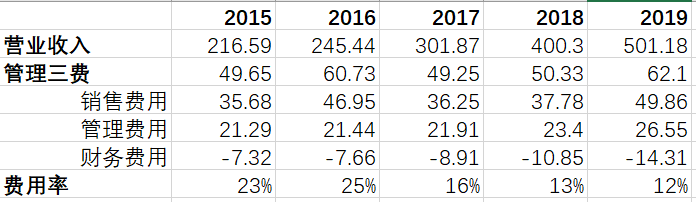 2015 2016 2017 2018 2019
营业收入 216.59 245.44 301.87 400.3 501.18
管理三费 49.65 60.73 49.25 50.33 62.1
销售费用 35.68 46.95 36.25 37.78 49.86
管理费用 21.29 21.44 21.91 23.4 26.55
财务费用 -7.32 -7.66 -8.91 -10.85 -14.31
费用率 23% 25% 16% 13% 12%